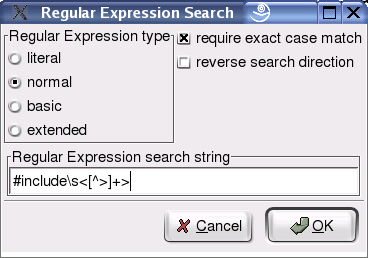 Regular Expression Search
Regular Expression type
literal
normal
basic
extended
require exact case match
reverse search direction
Regular Expression search string
#include\s<[^>]+>
Cancel
OK